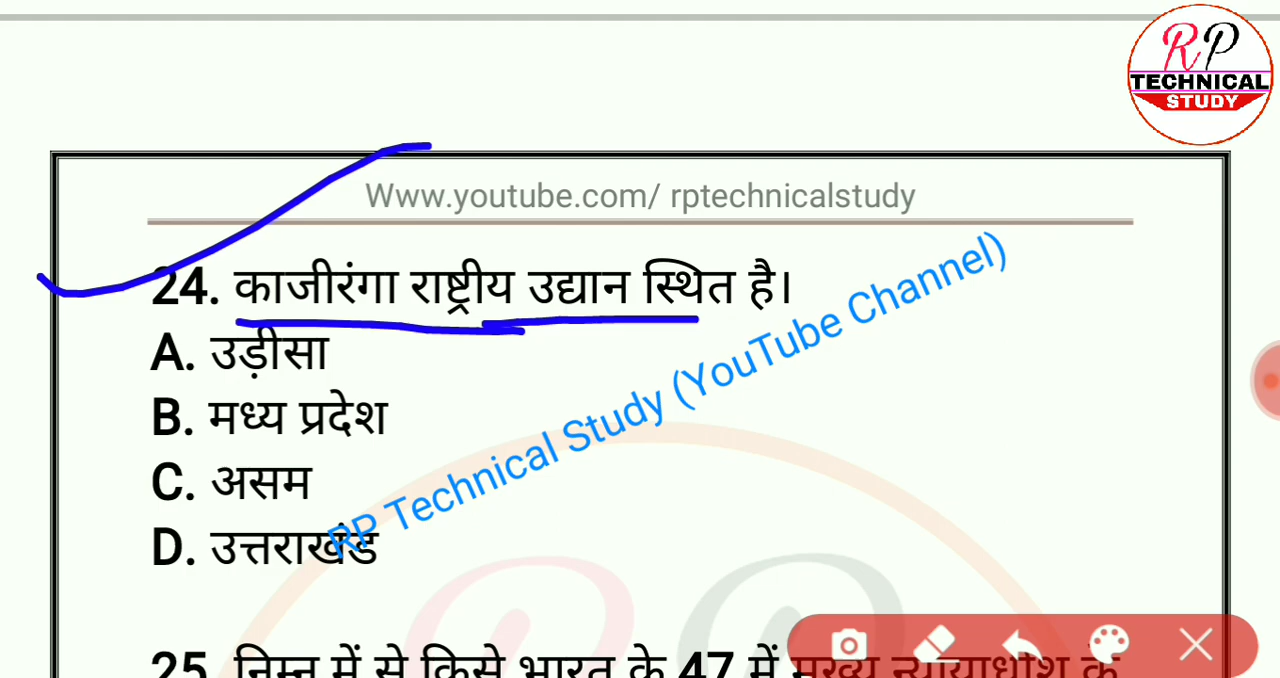 RP
TECHNICAL
STUDY
Www.youtube.com/ rptechnicalstudy
24. काजीरंगा राष्ट्रीय उद्यान स्थित है।
A. उड़ीसा
B. मध्य प्रदेश
C. असम
D. उत्तराखंड
RP Technical Study (YouTube Channel)
25. निम्न में से किसे भारत के 47 में मुख्य न्यायाधीश के